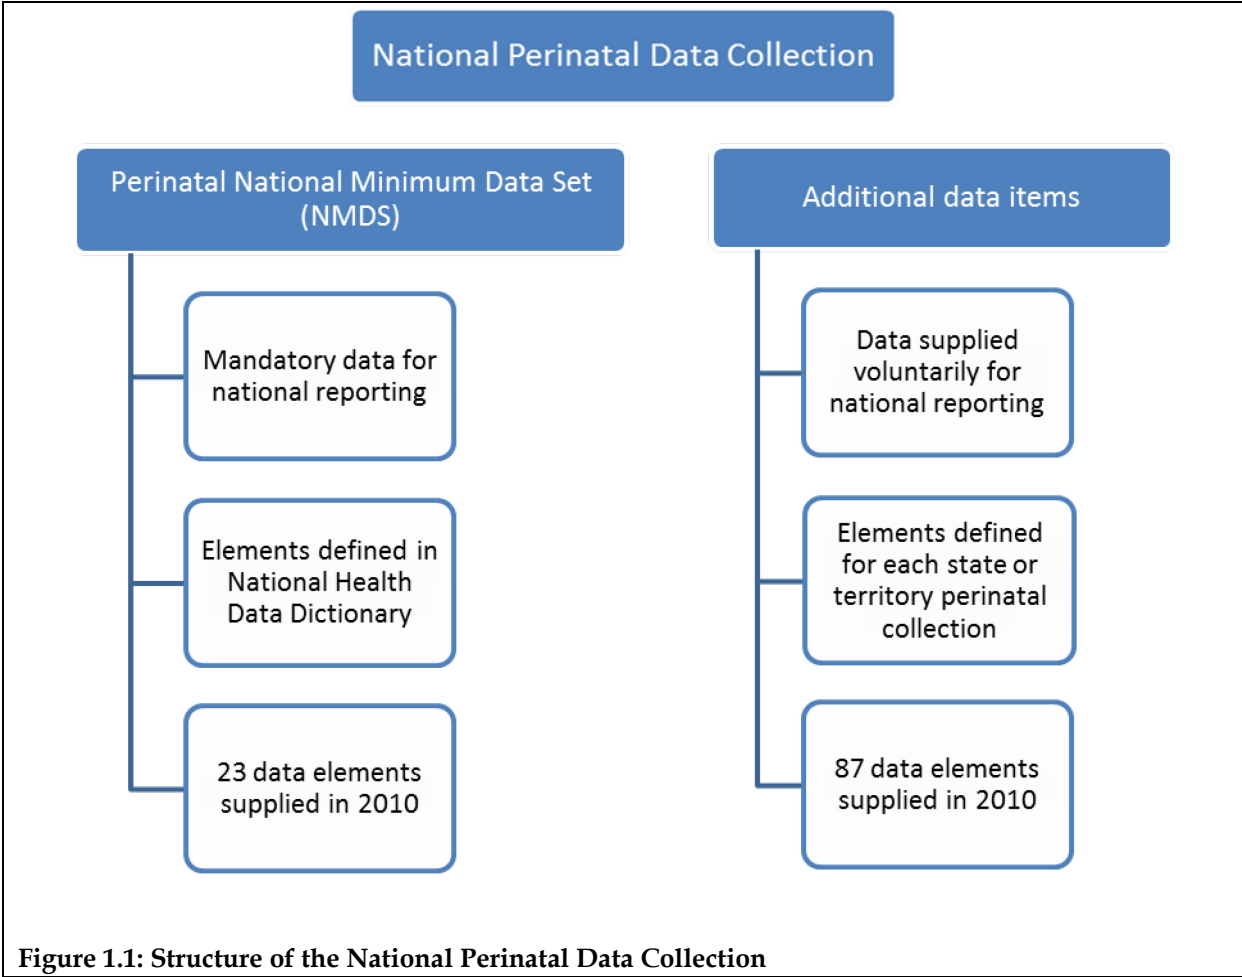 National Perinatal Data Collection
Perinatal National Minimum Data Set
(NMDS)
Mandatory data for
national reporting
Elements defined in
National Health
Data Dictionary
23 data elements
supplied in 2010
Additional data items
Data supplied
voluntarily for
national reporting
Elements defined
for each state or
territory perinatal
collection
87 data elements
supplied in 2010
Figure 1.1: Structure of the National Perinatal Data Collection